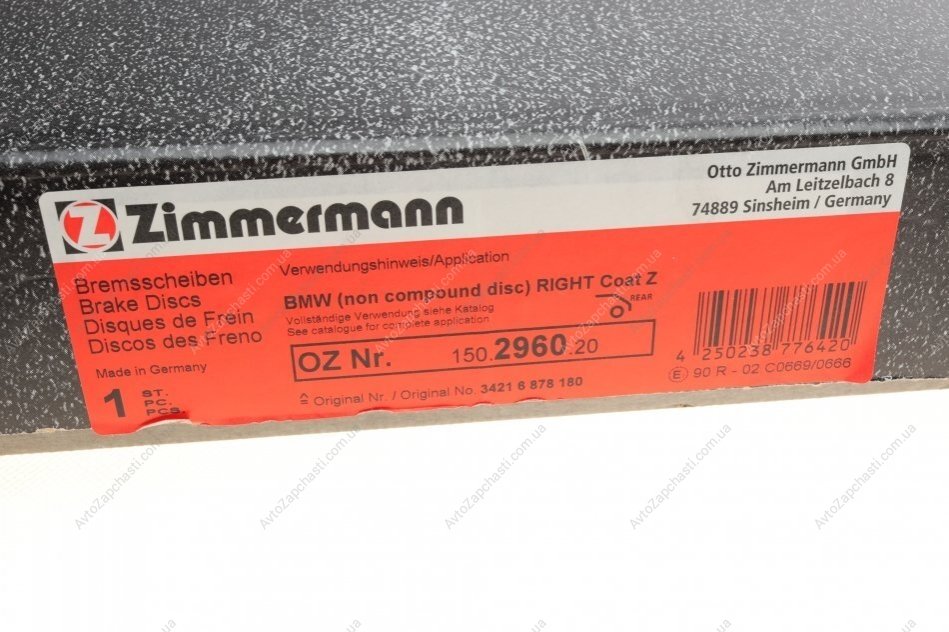 Zimmermann
Otto Zimmermann GmbH
Am Leitzelbach 8
74889 Sinsheim / Germany
Bremsscheiben
Brake Discs
Disques de Frein
Discos des Freno
Made in Germany
1 ST.
PC.
PCS.
Verwendungshinweis/Application
BMW (non compound disc) RIGHT Coat Z
REAR
Vollständige Verwendung siehe Katalog
See catalogue for complete application
OZ Nr. 150.2960.20
≙ Original Nr. / Original No. 3421 6 878 180
4 250238 776420
E 90 R - 02 C0669/0666
AvtoZapchasti.com.ua